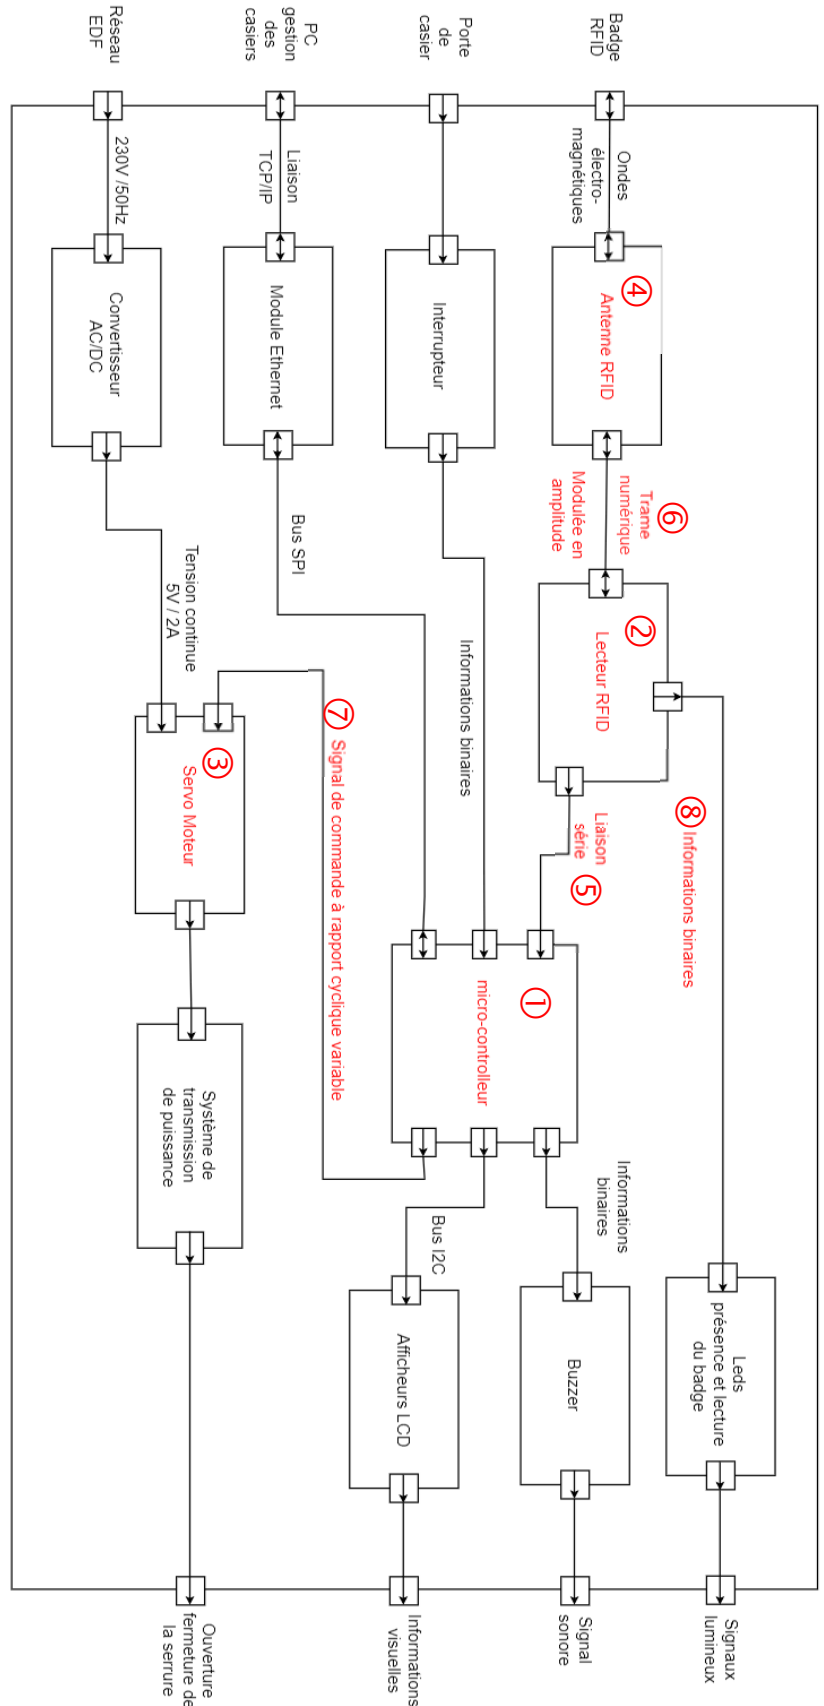 Badge
RFID
Ondes
électro-
magnétiques
④
Antenne RFID
⑥
Trame
numérique
Modulée en
amplitude
②
Lecteur RFID
⑧ Informations binaires
Leds
présence et lecture
du badge
Signaux
lumineux
Liaison
série
⑤
Porte
de
casier
Interrupteur
Informations binaires
①
micro-controlleur
Informations
binaires
Buzzer
Signal
sonore
PC
gestion
des
casiers
Liaison
TCP/IP
Module Ethernet
Bus SPI
⑦ Signal de commande à rapport cyclique variable
Bus I2C
Afficheurs LCD
Informations
visuelles
Réseau
EDF
230V /50Hz
Convertisseur
AC/DC
Tension continue
5V / 2A
③
Servo Moteur
Système de
transmission
de puissance
Ouverture
fermeture de
la serrure